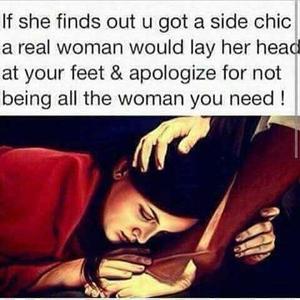 If she finds out u got a side chic
a real woman would lay her head
at your feet & apologize for not
being all the woman you need !